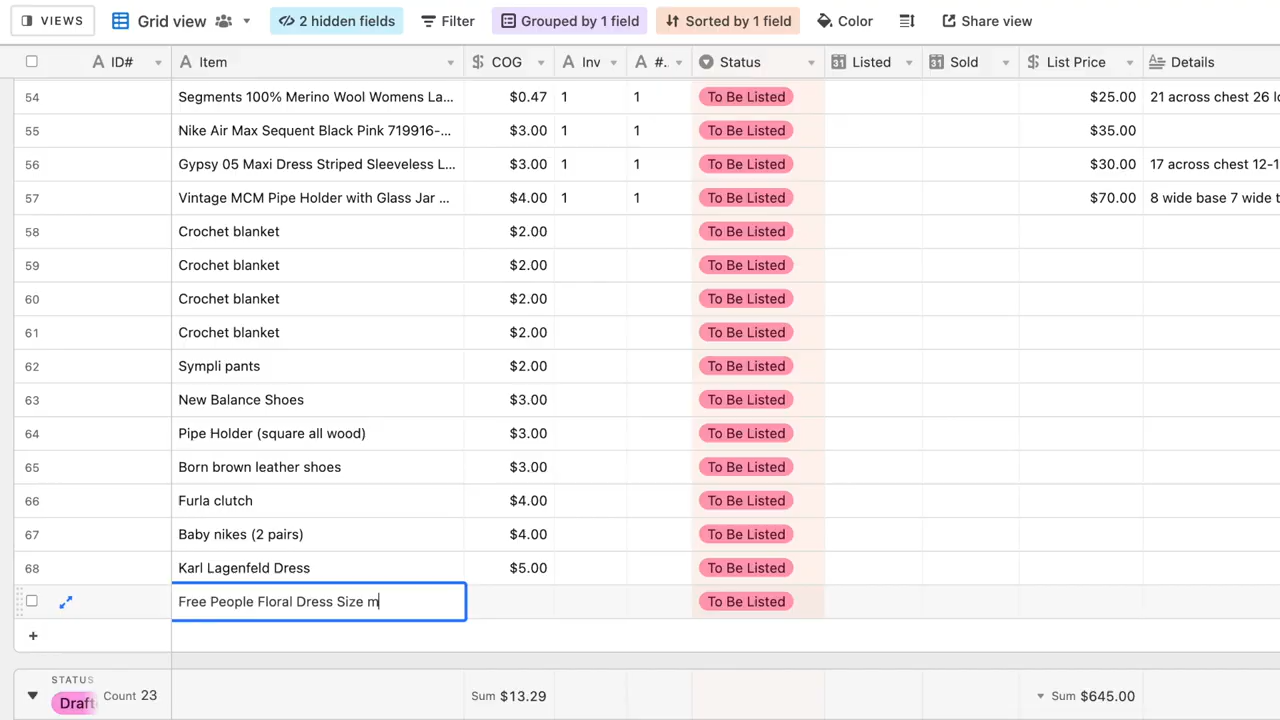 VIEWS Grid view 2 hidden fields Filter Grouped by 1 field Sorted by 1 field Color Share view
A ID# A Item $ COG A Inv A #.. Status 31 Listed 31 Sold $ List Price A Details
54 Segments 100% Merino Wool Womens La... $0.47 1 1 To Be Listed $25.00 21 across chest 26 lo
55 Nike Air Max Sequent Black Pink 719916-... $3.00 1 1 To Be Listed $35.00
56 Gypsy 05 Maxi Dress Striped Sleeveless L... $3.00 1 1 To Be Listed $30.00 17 across chest 12-1
57 Vintage MCM Pipe Holder with Glass Jar ... $4.00 1 1 To Be Listed $70.00 8 wide base 7 wide t
58 Crochet blanket $2.00 To Be Listed
59 Crochet blanket $2.00 To Be Listed
60 Crochet blanket $2.00 To Be Listed
61 Crochet blanket $2.00 To Be Listed
62 Sympli pants $2.00 To Be Listed
63 New Balance Shoes $3.00 To Be Listed
64 Pipe Holder (square all wood) $3.00 To Be Listed
65 Born brown leather shoes $3.00 To Be Listed
66 Furla clutch $4.00 To Be Listed
67 Baby nikes (2 pairs) $4.00 To Be Listed
68 Karl Lagenfeld Dress $5.00 To Be Listed
Free People Floral Dress Size m To Be Listed
+
STATUS
Draft Count 23 Sum $13.29 Sum $645.00